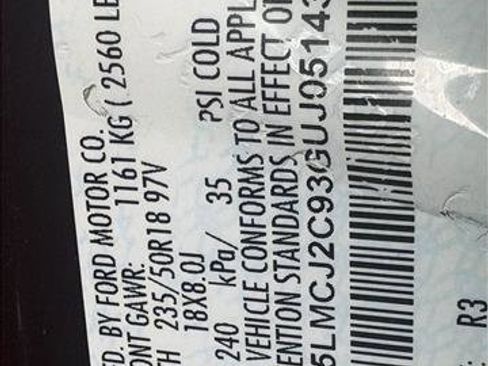 D. BY FORD MOTOR CO.
ONT GAWR: 1161 KG ( 2560 LB
TH 235/50R18 97V
18X8.0J
240 kPa/ 35 PSI COLD
VEHICLE CONFORMS TO ALL APPL
ENTION STANDARDS IN EFFECT O
5LMCJ2C93GUJ05143
: R3